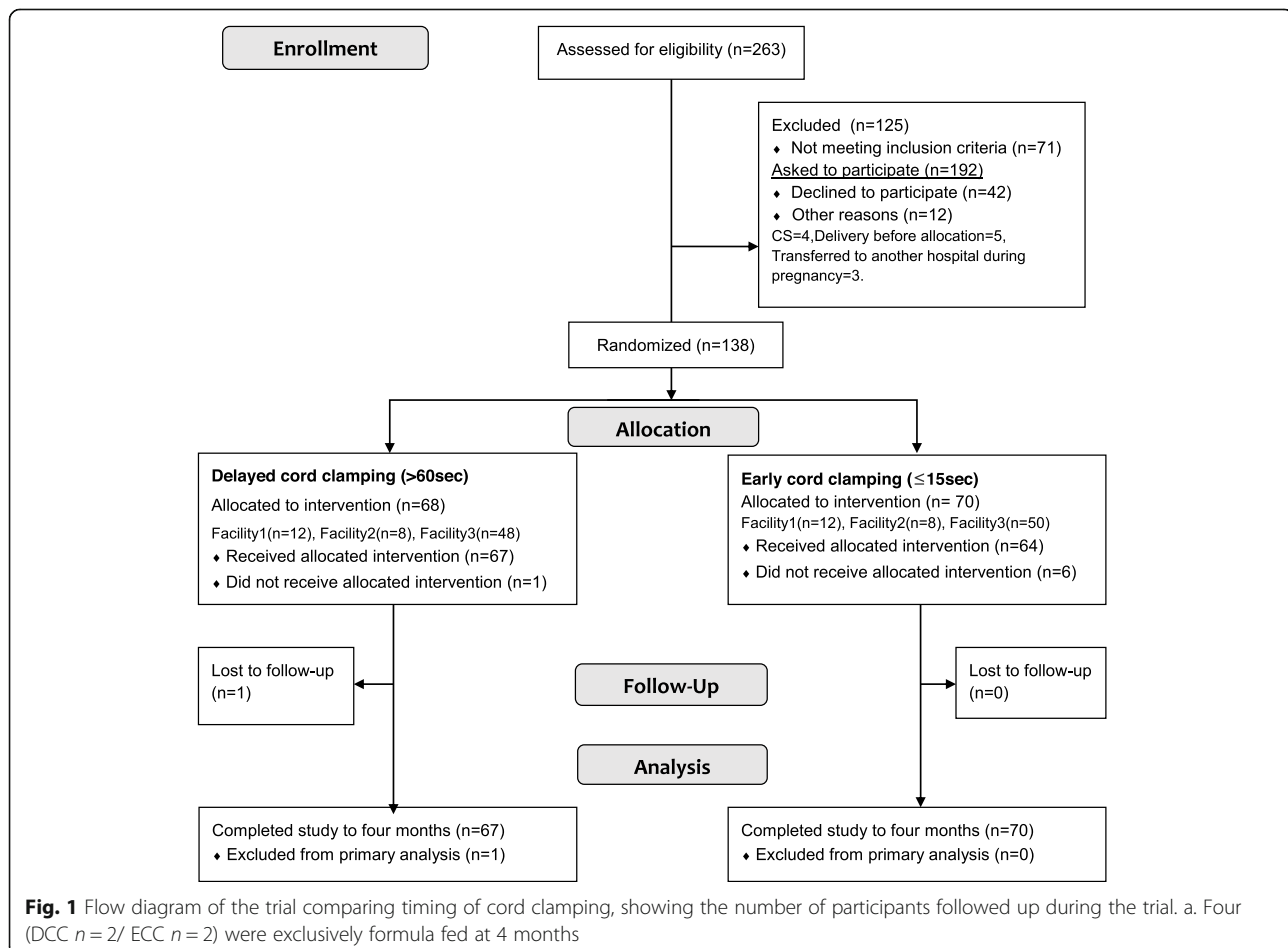 Enrollment
Assessed for eligibility (n=263)
Excluded (n=125)
♦ Not meeting inclusion criteria (n=71)
Asked to participate (n=192)
♦ Declined to participate (n=42)
♦ Other reasons (n=12)
CS=4,Delivery before allocation=5,
Transferred to another hospital during
pregnancy=3.
Randomized (n=138)
Allocation
Delayed cord clamping (>60sec)
Allocated to intervention (n=68)
Facility1(n=12), Facility2(n=8), Facility3(n=48)
♦ Received allocated intervention (n=67)
♦ Did not receive allocated intervention (n=1)
Early cord clamping (≦15sec)
Allocated to intervention (n= 70)
Facility1(n=12), Facility2(n=8), Facility3(n=50)
♦ Received allocated intervention (n=64)
♦ Did not receive allocated intervention (n=6)
Lost to follow-up
(n=1)
Follow-Up
Lost to follow-up
(n=0)
Analysis
Completed study to four months (n=67)
♦ Excluded from primary analysis (n=1)
Completed study to four months (n=70)
♦ Excluded from primary analysis (n=0)
Fig. 1 Flow diagram of the trial comparing timing of cord clamping, showing the number of participants followed up during the trial. a. Four
(DCC n = 2/ ECC n = 2) were exclusively formula fed at 4 months